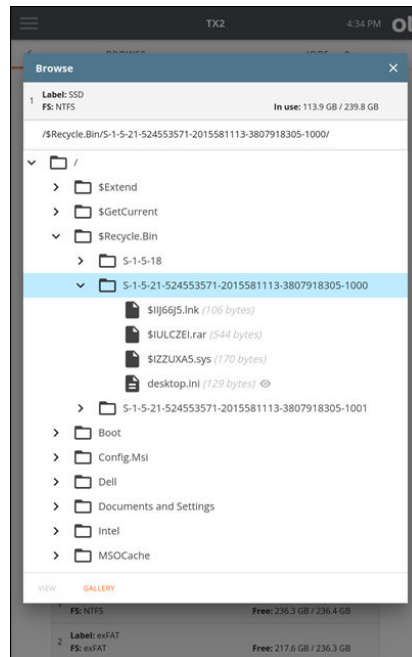 TX2
4:34 PM
Browse
1
Label: SSD
FS: NTFS
In use: 113.9 GB / 239.8 GB
/$Recycle.Bin/S-1-5-21-524553571-2015581113-3807918305-1000/
/
$Extend
$GetCurrent
$Recycle.Bin
S-1-5-18
S-1-5-21-524553571-2015581113-3807918305-1000
$IIJ66J5.lnk (106 bytes)
$IULCZEI.rar (544 bytes)
$IZZUXA5.sys (170 bytes)
desktop.ini (129 bytes)
S-1-5-21-524553571-2015581113-3807918305-1001
Boot
Config.Msi
Dell
Documents and Settings
Intel
MSOCache
VIEW GALLERY
1
FS: NTFS
Free: 236.3 GB / 236.4 GB
2
Label: exFAT
FS: exFAT
Free: 217.6 GB / 236.3 GB